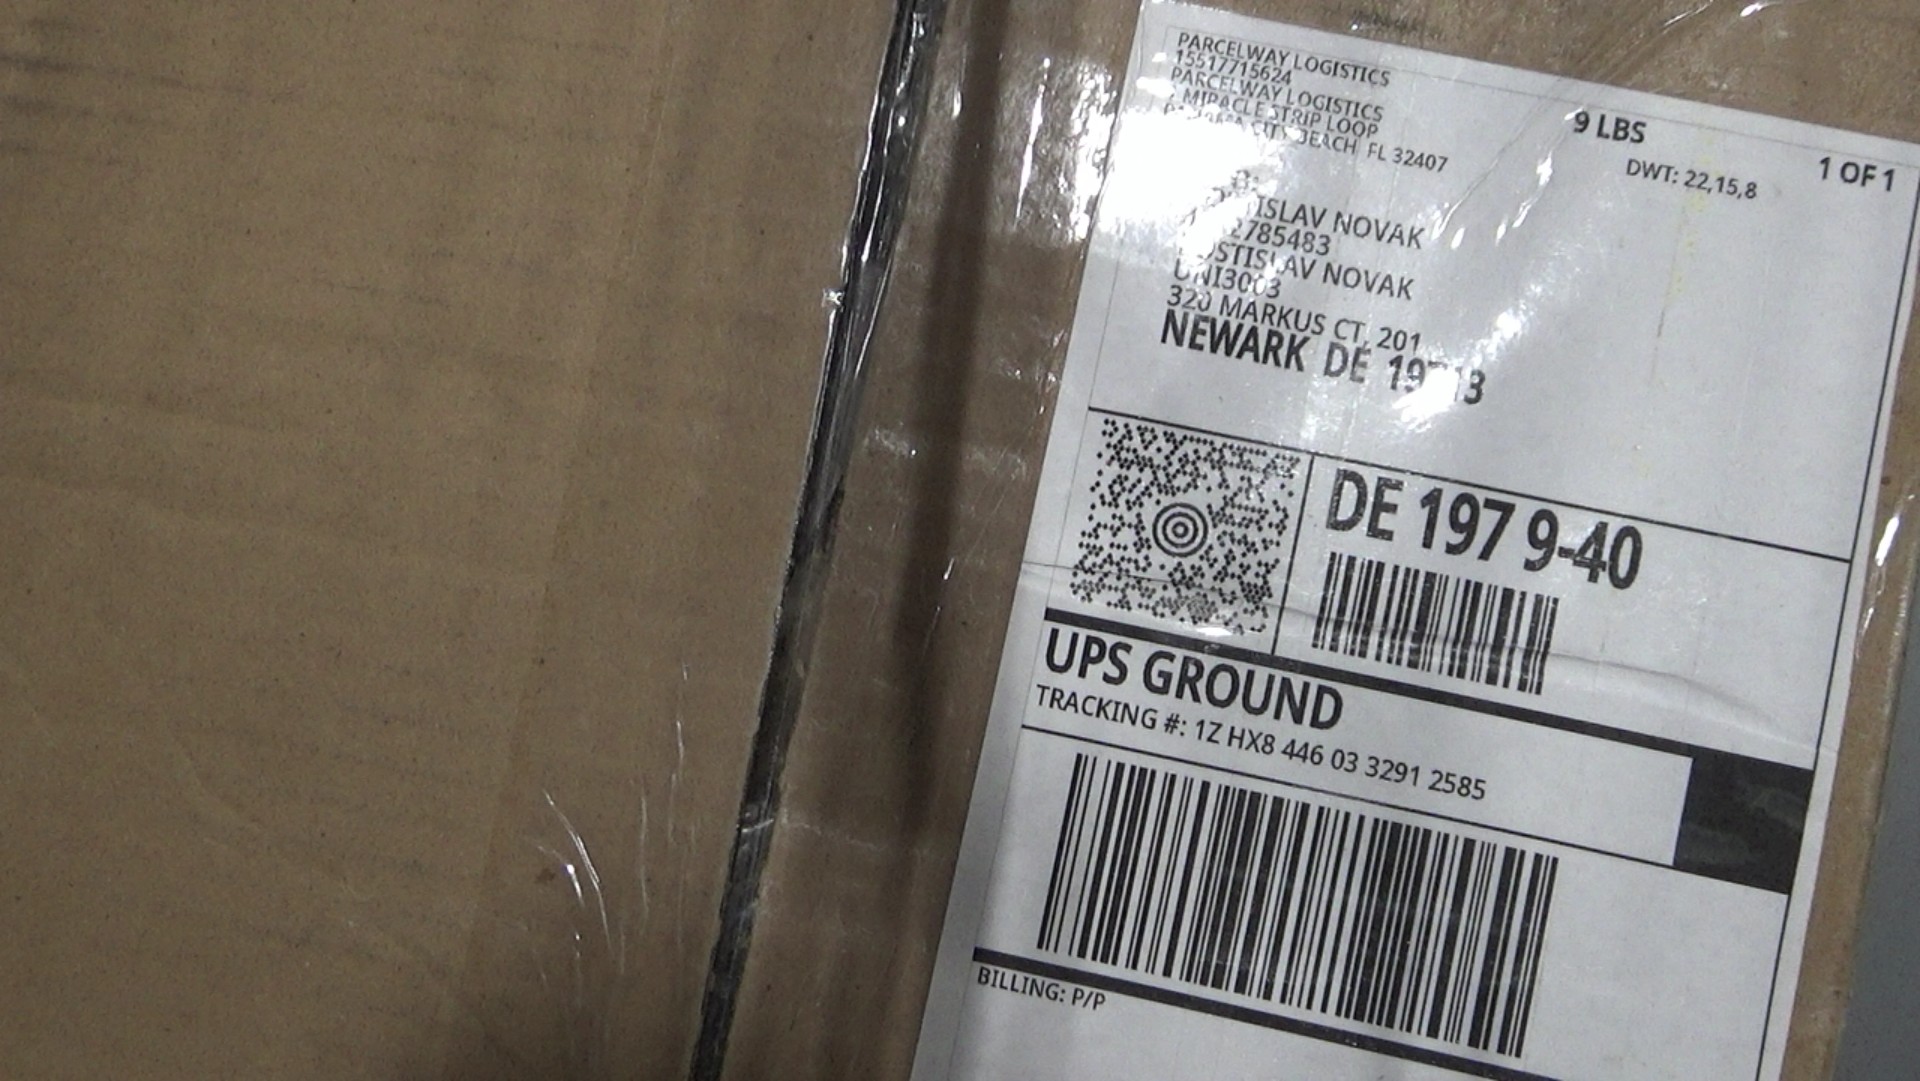 PARCELWAY LOGISTICS
15517715624
PARCELWAY LOGISTICS
MIRACLE STRIP LOOP
CITY BEACH FL 32407
9 LBS
1 OF 1
DWT: 22,15,8
NOVAK
NOVAK
UNI3003
320 MARKUS CT, 201
NEWARK DE
DE 197 9-40
UPS GROUND
TRACKING #: 1Z HX8 446 03 3291 2585
BILLING: P/P